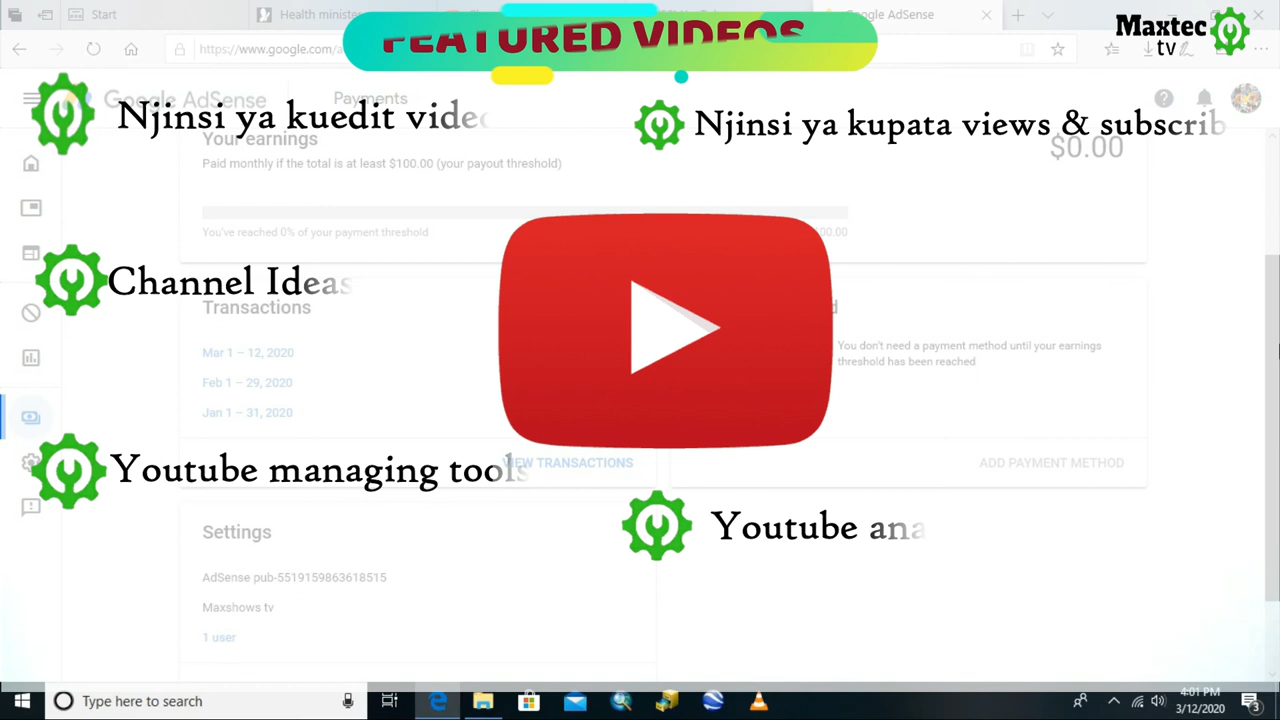 Start
Health minister
Google AdSense
https://www.google.com/
FEATURED VIDEOS
Maxtec
tv
Google AdSense
Payments
Njinsi ya kuedit vide
Njinsi ya kupata views & subscrib
Your earnings
$0.00
Paid monthly if the total is at least $100.00 (your payout threshold)
You've reached 0% of your payment threshold
Channel Ideas
Transactions
Mar 1 – 12, 2020
Feb 1 – 29, 2020
Jan 1 – 31, 2020
You don't need a payment method until your earnings
threshold has been reached
Youtube managing tools
VIEW TRANSACTIONS
ADD PAYMENT METHOD
Youtube ana
Settings
AdSense pub-5519159863618515
Maxshows tv
1 user
Type here to search
4:01 PM
3/12/2020
3